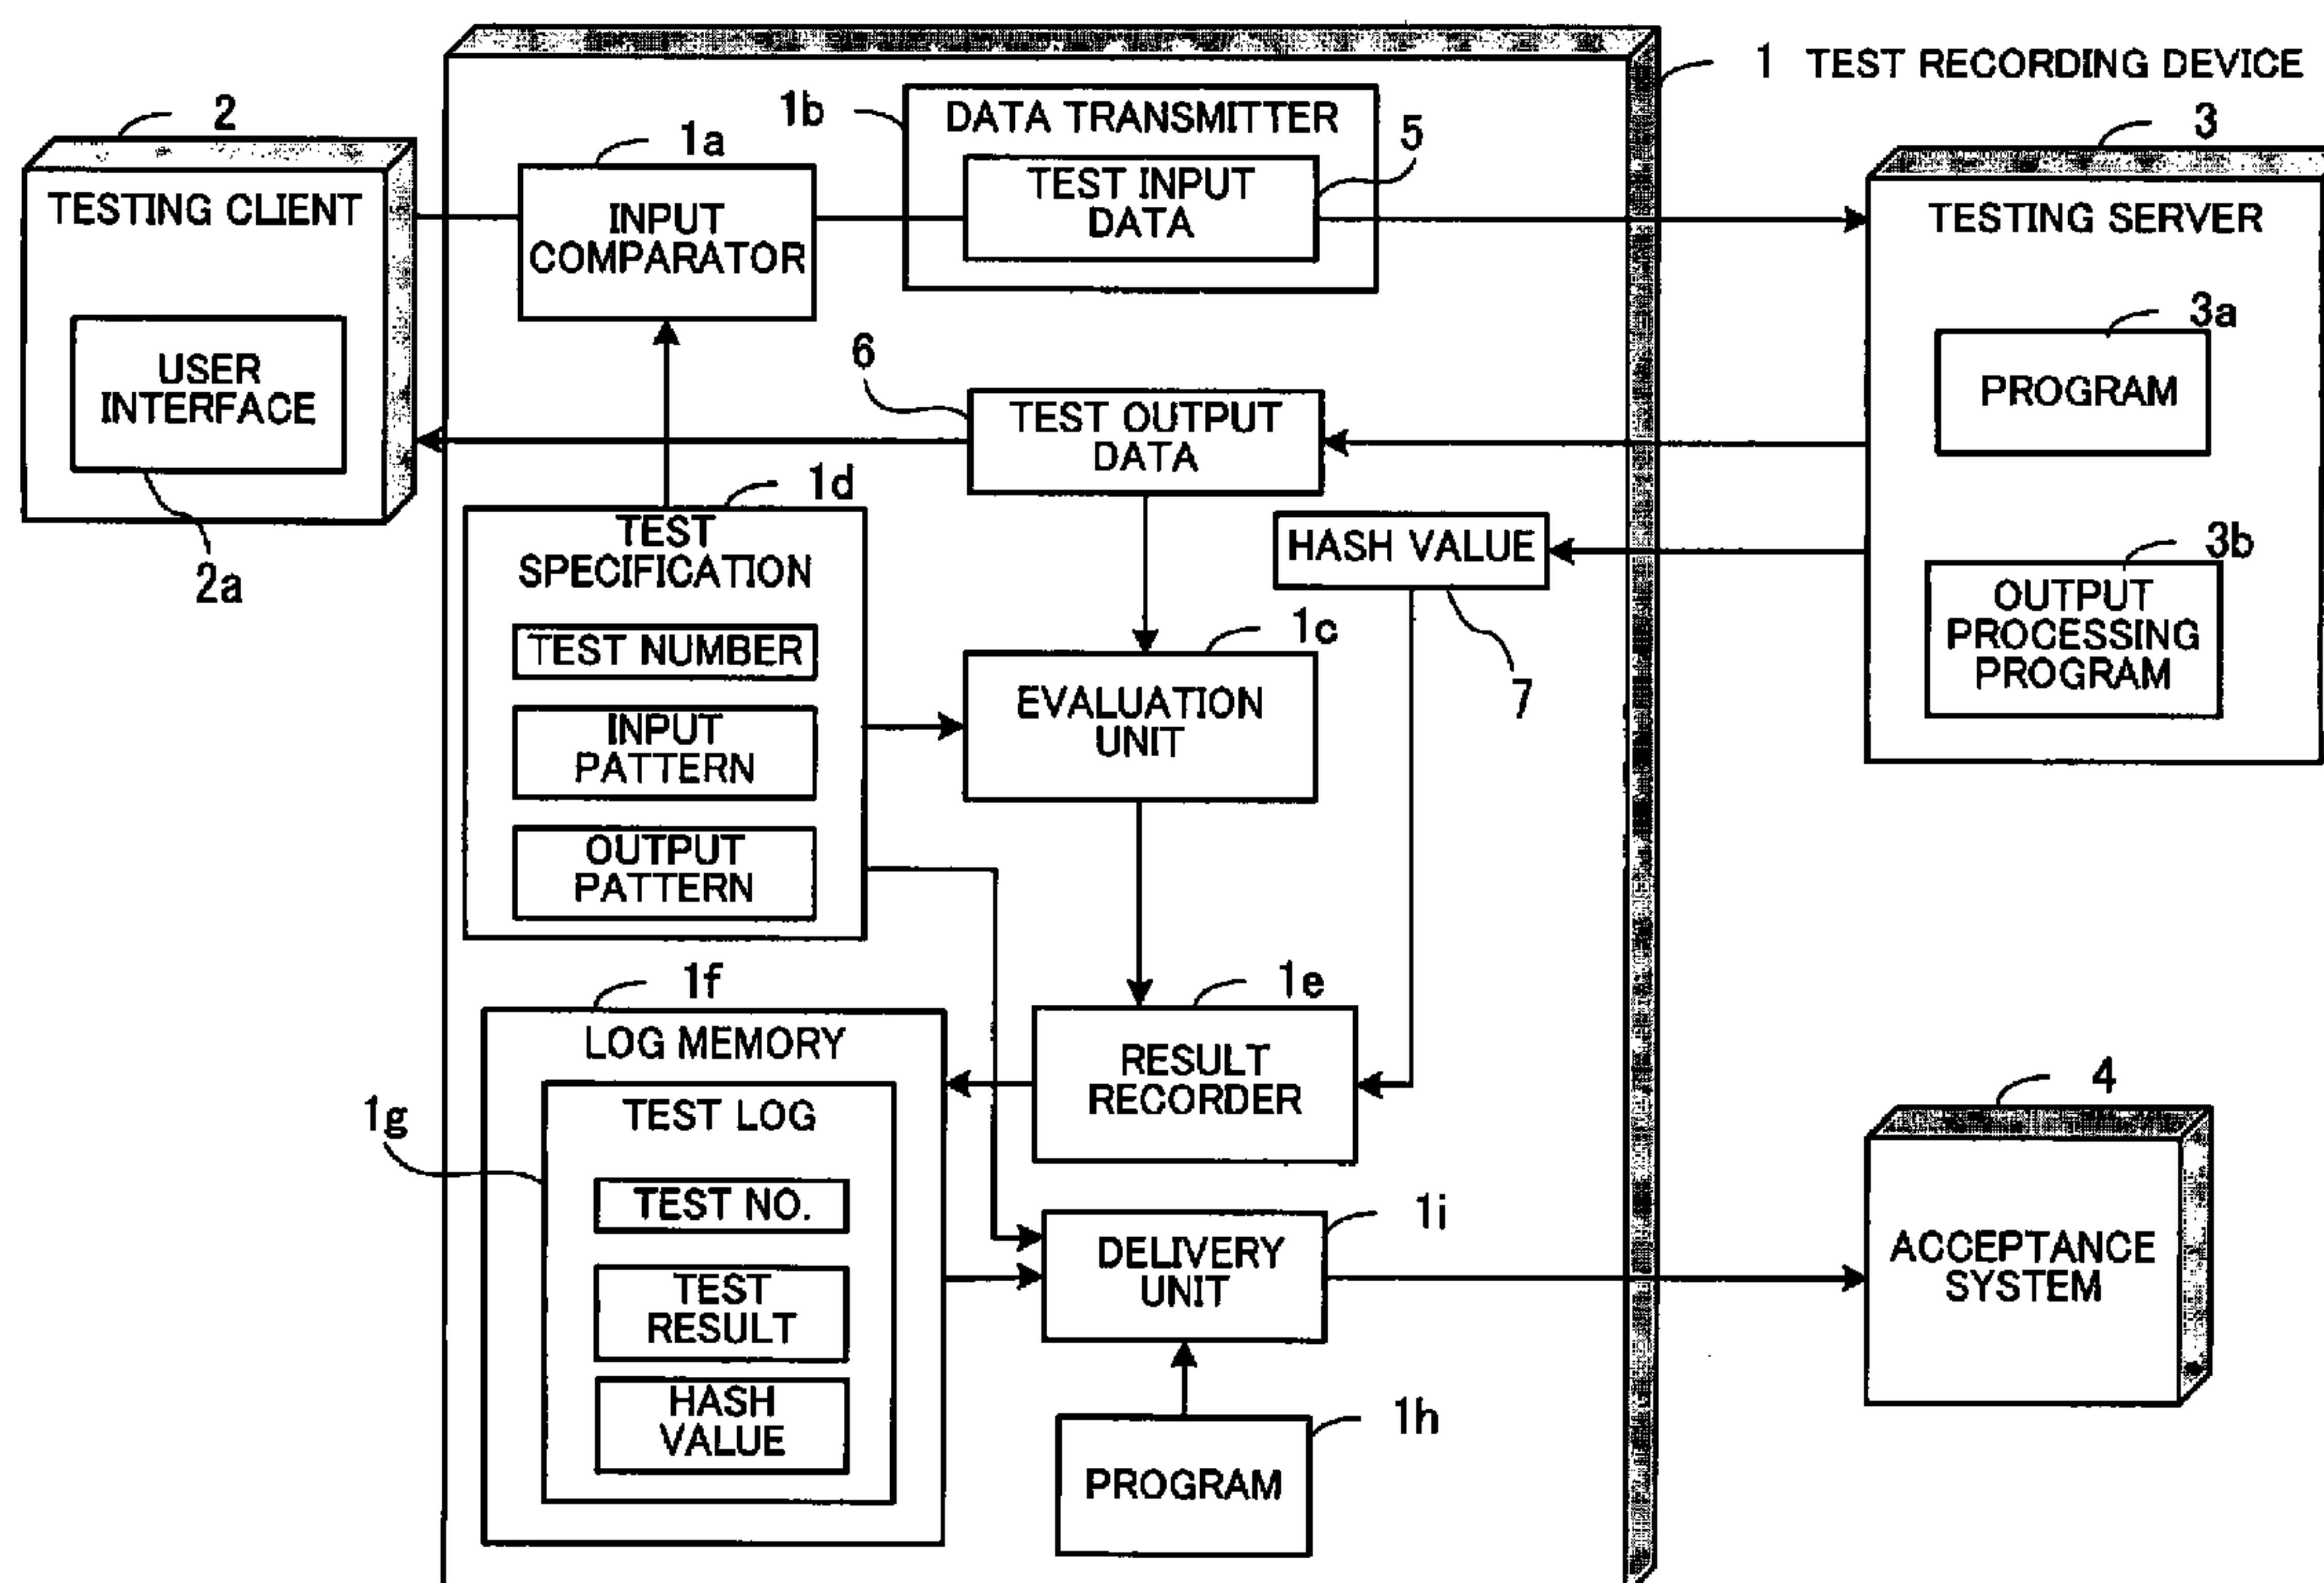 1 TEST RECORDING DEVICE
2
TESTING CLIENT
USER
INTERFACE
2a
1a
INPUT
COMPARATOR
1b
DATA TRANSMITTER
5
TEST INPUT
DATA
3
TESTING SERVER
3a
PROGRAM
3b
OUTPUT
PROCESSING
PROGRAM
6
TEST OUTPUT
DATA
HASH VALUE
7
1d
TEST
SPECIFICATION
TEST NUMBER
INPUT
PATTERN
OUTPUT
PATTERN
1c
EVALUATION
UNIT
1f
LOG MEMORY
1g
TEST LOG
TEST NO.
TEST
RESULT
HASH
VALUE
1e
RESULT
RECORDER
1i
DELIVERY
UNIT
1h
PROGRAM
4
ACCEPTANCE
SYSTEM